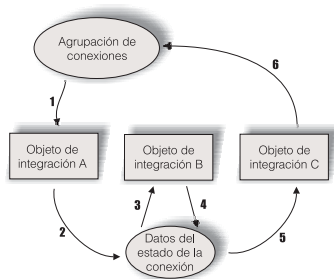 Agrupación de
conexiones
1
6
Objeto de
integración A
Objeto de
integración B
Objeto de
integración C
2
3
4
5
Datos del
estado de la
conexión